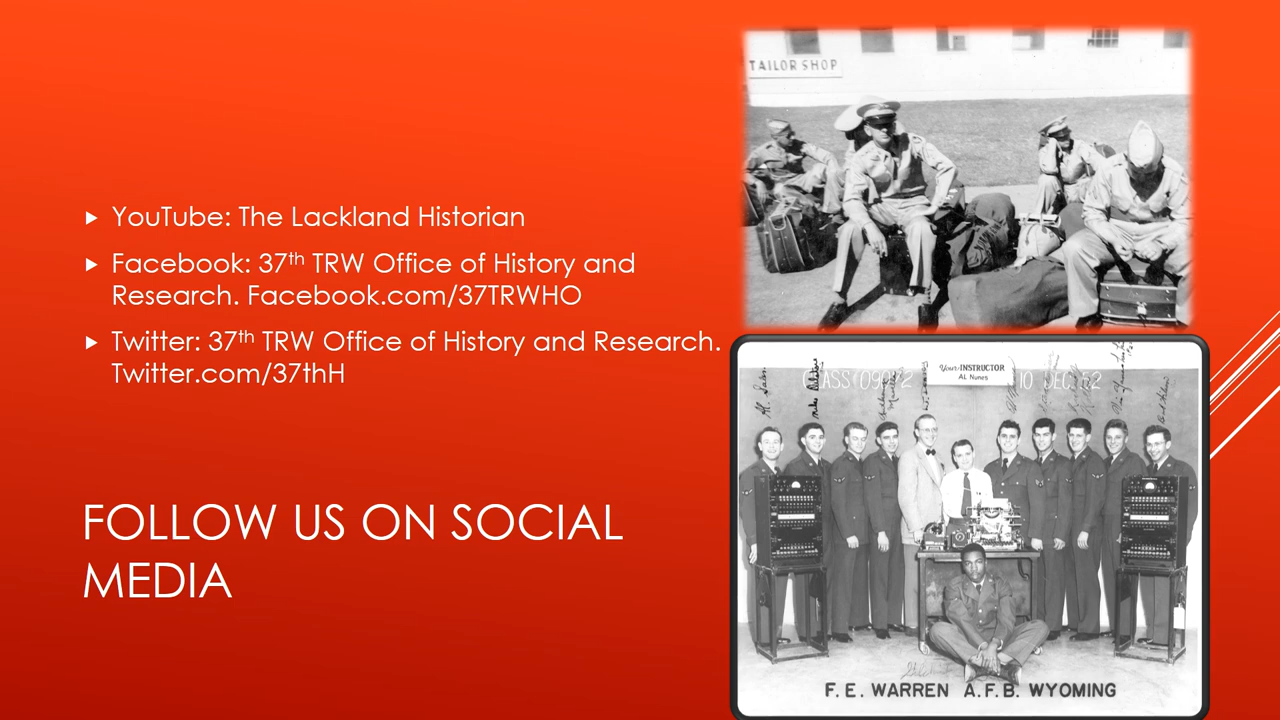 YouTube: The Lackland Historian
Facebook: 37th TRW Office of History and
Research. Facebook.com/37TRWHO
Twitter: 37th TRW Office of History and Research.
Twitter.com/37thH
FOLLOW US ON SOCIAL
MEDIA
TAILOR SHOP
Your INSTRUCTOR
AL Nunes
CLASS 10 DEC 52
F. E. WARREN A.F.B. WYOMING